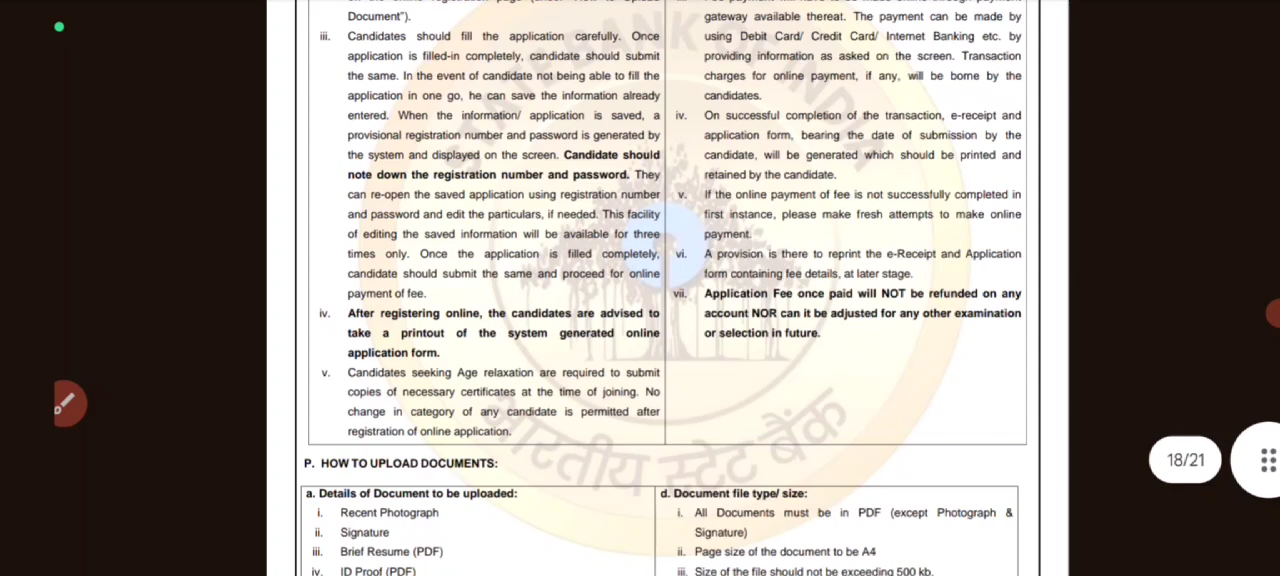 Document").
iii. Candidates should fill the application carefully. Once
application is filled-in completely, candidate should submit
the same. In the event of candidate not being able to fill the
application in one go, he can save the information already
entered. When the information/ application is saved, a
provisional registration number and password is generated by
the system and displayed on the screen. Candidate should
note down the registration number and password. They
can re-open the saved application using registration number
and password and edit the particulars, if needed. This facility
of editing the saved information will be available for three
times only. Once the application is filled completely,
candidate should submit the same and proceed for online
payment of fee.
iv. After registering online, the candidates are advised to
take a printout of the system generated online
application form.
v. Candidates seeking Age relaxation are required to submit
copies of necessary certificates at the time of joining. No
change in category of any candidate is permitted after
registration of online application.
gateway available thereat. The payment can be made by
using Debit Card/ Credit Card/ Internet Banking etc. by
providing information as asked on the screen. Transaction
charges for online payment, if any, will be borne by the
candidates.
iv. On successful completion of the transaction, e-receipt and
application form, bearing the date of submission by the
candidate, will be generated which should be printed and
retained by the candidate.
v. If the online payment of fee is not successfully completed in
first instance, please make fresh attempts to make online
payment.
vi. A provision is there to reprint the e-Receipt and Application
form containing fee details, at later stage.
vii. Application Fee once paid will NOT be refunded on any
account NOR can it be adjusted for any other examination
or selection in future.
P. HOW TO UPLOAD DOCUMENTS:
a. Details of Document to be uploaded:
i. Recent Photograph
ii. Signature
iii. Brief Resume (PDF)
iv. ID Proof (PDF)
d. Document file type/ size:
i. All Documents must be in PDF (except Photograph &
Signature)
ii. Page size of the document to be A4
iii. Size of the file should not be exceeding 500 kb.
STATE BANK OF INDIA
भारतीय स्टेट बैंक
18/21